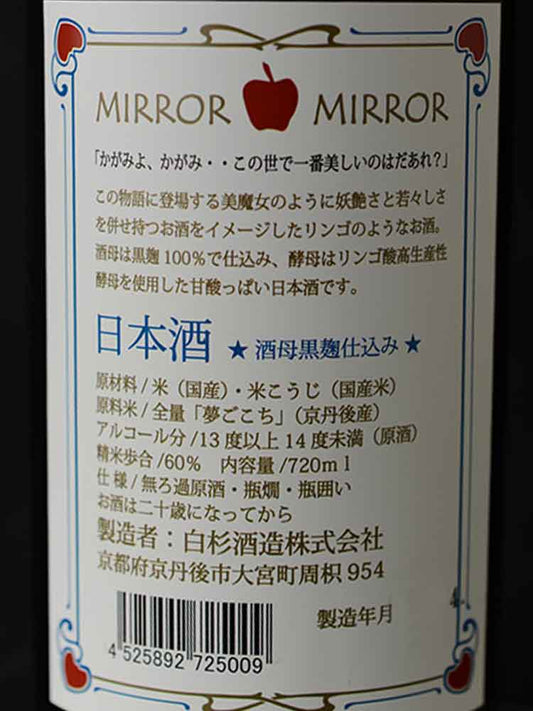 MIRROR MIRROR
「かがみよ、かがみ・・この世で一番美しいのはだあれ？」
この物語に登場する美魔女のように妖艶さと若々しさ
を併せ持つお酒をイメージしたリンゴのようなお酒。
酒母は黒麹100％で仕込み、酵母はリンゴ酸高生産性
酵母を使用した甘酸っぱい日本酒です。
日本酒 ★ 酒母黒麹仕込み ★
原材料 / 米（国産）・米こうじ（国産米）
原料米 / 全量「夢ごこち」（京丹後産）
アルコール分 / 13 度以上 14 度未満（原酒）
精米歩合 / 60％ 内容量 / 720mｌ
仕 様 / 無ろ過原酒・瓶燗・瓶囲い
お酒は二十歳になってから
製造者：白杉酒造株式会社
京都府京丹後市大宮町周枳 954
製造年月
4 525892 725009